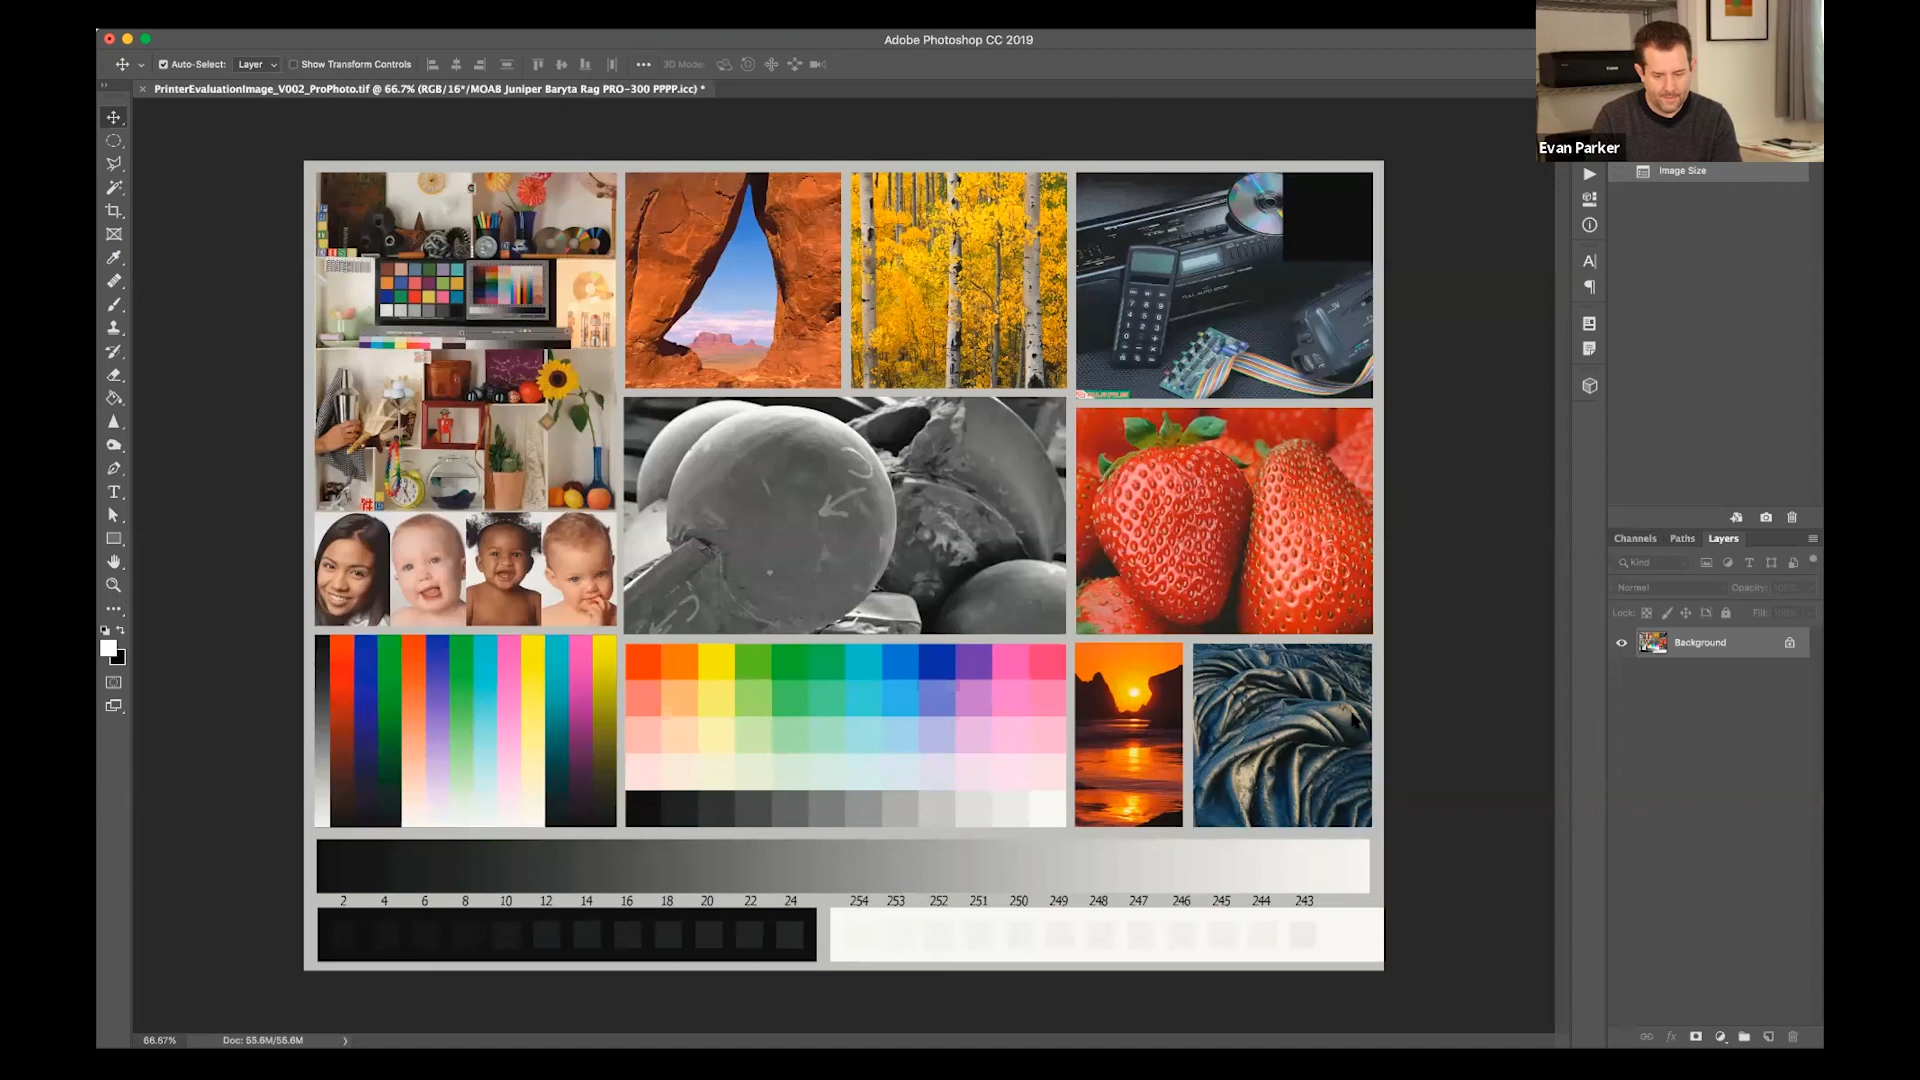 Adobe Photoshop CC 2019
Auto-Select: Layer Show Transform Controls 3D Mode:
PrinterEvaluationImage_V002_ProPhoto.tif @ 66.7% (RGB/16*/MOAB Juniper Baryta Rag PRO-300 PPPP.icc) *
Evan Parker
Image Size
Channels Paths Layers
Kind
Normal Opacity: 100%
Lock: Fill: 100%
Background
2 4 6 8 10 12 14 16 18 20 22 24
254 253 252 251 250 249 248 247 246 245 244 243
66.67% Doc: 55.6M/55.6M